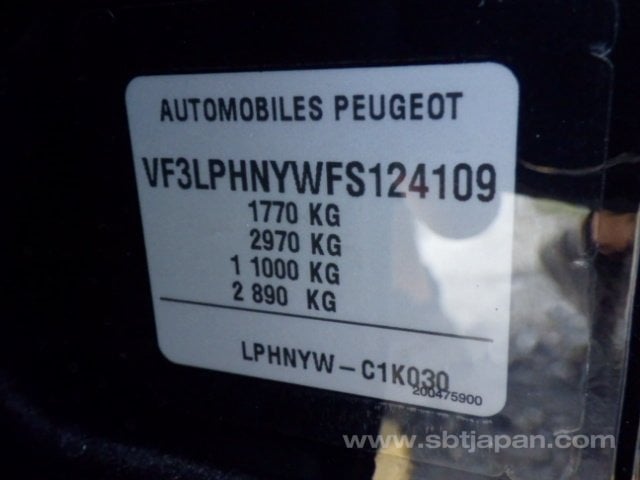 AUTOMOBILES PEUGEOT
VF3LPHNYWFS124109
1770 KG
2970 KG
1 1000 KG
2 890 KG
LPHNYW-C1K030
200475900
www.sbtjapan.com